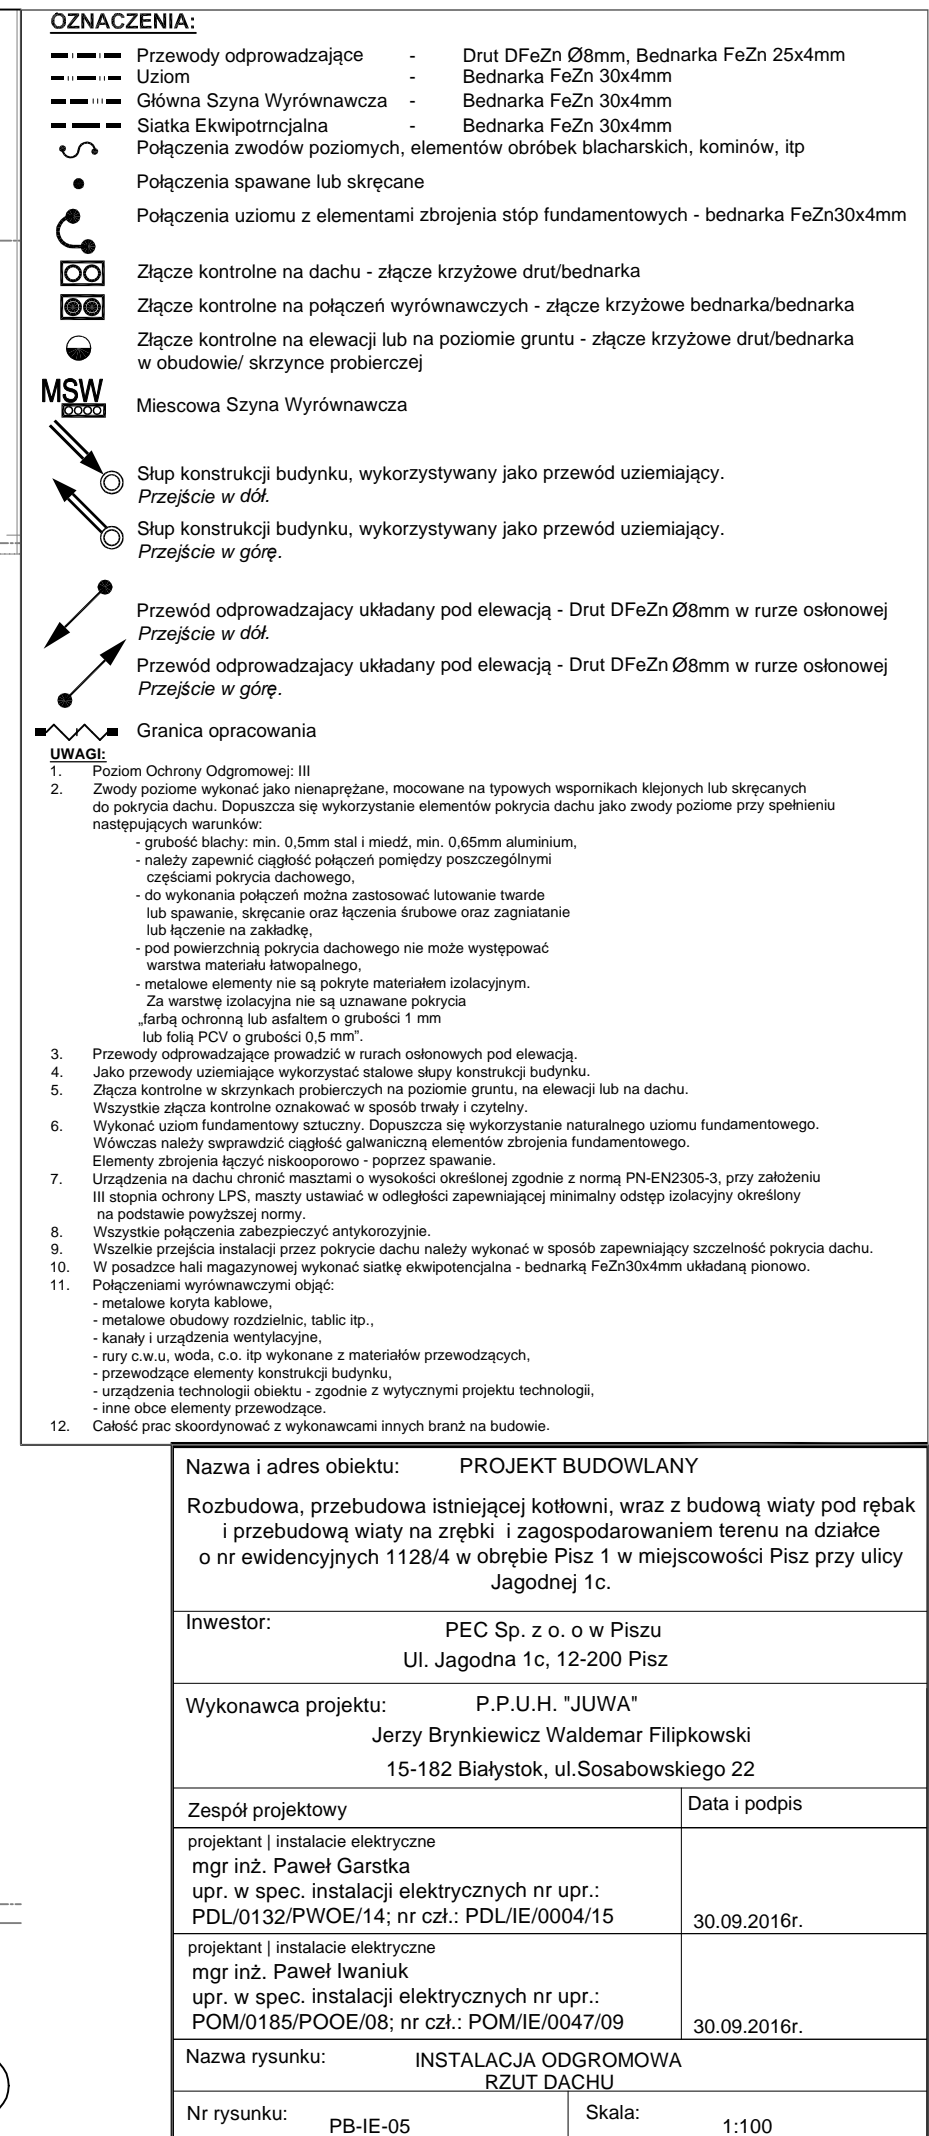 OZNACZENIA:
Przewody odprowadzające - Drut DFeZn Ø8mm, Bednarka FeZn 25x4mm
Uziom - Bednarka FeZn 30x4mm
Główna Szyna Wyrównawcza - Bednarka FeZn 30x4mm
Siatka Ekwipotrncjalna - Bednarka FeZn 30x4mm
Połączenia zwodów poziomych, elementów obróbek blacharskich, kominów, itp
Połączenia spawane lub skręcane
Połączenia uziomu z elementami zbrojenia stóp fundamentowych - bednarka FeZn30x4mm
Złącze kontrolne na dachu - złącze krzyżowe drut/bednarka
Złącze kontrolne na połączeń wyrównawczych - złącze krzyżowe bednarka/bednarka
Złącze kontrolne na elewacji lub na poziomie gruntu - złącze krzyżowe drut/bednarka
w obudowie/ skrzynce probierczej
MSW
Miescowa Szyna Wyrównawcza
Słup konstrukcji budynku, wykorzystywany jako przewód uziemiający.
Przejście w dół.
Słup konstrukcji budynku, wykorzystywany jako przewód uziemiający.
Przejście w górę.
Przewód odprowadzajacy układany pod elewacją - Drut DFeZn Ø8mm w rurze osłonowej
Przejście w dół.
Przewód odprowadzajacy układany pod elewacją - Drut DFeZn Ø8mm w rurze osłonowej
Przejście w górę.
Granica opracowania
UWAGI:
1. Poziom Ochrony Odgromowej: III
2. Zwody poziome wykonać jako nienaprężane, mocowane na typowych wspornikach klejonych lub skręcanych
do pokrycia dachu. Dopuszcza się wykorzystanie elementów pokrycia dachu jako zwody poziome przy spełnieniu
następujących warunków:
- grubość blachy: min. 0,5mm stal i miedź, min. 0,65mm aluminium,
- należy zapewnić ciągłość połączeń pomiędzy poszczególnymi
częściami pokrycia dachowego,
- do wykonania połączeń można zastosować lutowanie twarde
lub spawanie, skręcanie oraz łączenia śrubowe oraz zagniatanie
lub łączenie na zakładkę,
- pod powierzchnią pokrycia dachowego nie może występować
warstwa materiału łatwopalnego,
- metalowe elementy nie są pokryte materiałem izolacyjnym.
Za warstwę izolacyjna nie są uznawane pokrycia
„farbą ochronną lub asfaltem o grubości 1 mm
lub folią PCV o grubości 0,5 mm”.
3. Przewody odprowadzające prowadzić w rurach osłonowych pod elewacją.
4. Jako przewody uziemiające wykorzystać stalowe słupy konstrukcji budynku.
5. Złącza kontrolne w skrzynkach probierczych na poziomie gruntu, na elewacji lub na dachu.
Wszystkie złącza kontrolne oznakować w sposób trwały i czytelny.
6. Wykonać uziom fundamentowy sztuczny. Dopuszcza się wykorzystanie naturalnego uziomu fundamentowego.
Wówczas należy swprawdzić ciągłość galwaniczną elementów zbrojenia fundamentowego.
Elementy zbrojenia łączyć niskooporowo - poprzez spawanie.
7. Urządzenia na dachu chronić masztami o wysokości określonej zgodnie z normą PN-EN2305-3, przy założeniu
III stopnia ochrony LPS, maszty ustawiać w odległości zapewniającej minimalny odstęp izolacyjny określony
na podstawie powyższej normy.
8. Wszystkie połączenia zabezpieczyć antykorozyjnie.
9. Wszelkie przejścia instalacji przez pokrycie dachu należy wykonać w sposób zapewniający szczelność pokrycia dachu.
10. W posadzce hali magazynowej wykonać siatkę ekwipotencjalna - bednarką FeZn30x4mm układaną pionowo.
11. Połączeniami wyrównawczymi objąć:
- metalowe koryta kablowe,
- metalowe obudowy rozdzielnic, tablic itp.,
- kanały i urządzenia wentylacyjne,
- rury c.w.u, woda, c.o. itp wykonane z materiałów przewodzących,
- przewodzące elementy konstrukcji budynku,
- urządzenia technologii obiektu - zgodnie z wytycznymi projektu technologii,
- inne obce elementy przewodzące.
12. Całość prac skoordynować z wykonawcami innych branż na budowie.
Nazwa i adres obiektu: PROJEKT BUDOWLANY
Rozbudowa, przebudowa istniejącej kotłowni, wraz z budową wiaty pod rębak
i przebudową wiaty na zrębki i zagospodarowaniem terenu na działce
o nr ewidencyjnych 1128/4 w obrębie Pisz 1 w miejscowości Pisz przy ulicy
Jagodnej 1c.
Inwestor: PEC Sp. z o. o w Piszu
Ul. Jagodna 1c, 12-200 Pisz
Wykonawca projektu: P.P.U.H. "JUWA"
Jerzy Brynkiewicz Waldemar Filipkowski
15-182 Białystok, ul.Sosabowskiego 22
Zespół projektowy Data i podpis
projektant | instalacie elektryczne
mgr inż. Paweł Garstka
upr. w spec. instalacji elektrycznych nr upr.:
PDL/0132/PWOE/14; nr czł.: PDL/IE/0004/15 30.09.2016r.
projektant | instalacie elektryczne
mgr inż. Paweł Iwaniuk
upr. w spec. instalacji elektrycznych nr upr.:
POM/0185/POOE/08; nr czł.: POM/IE/0047/09 30.09.2016r.
Nazwa rysunku: INSTALACJA ODGROMOWA
RZUT DACHU
Nr rysunku: PB-IE-05 Skala: 1:100